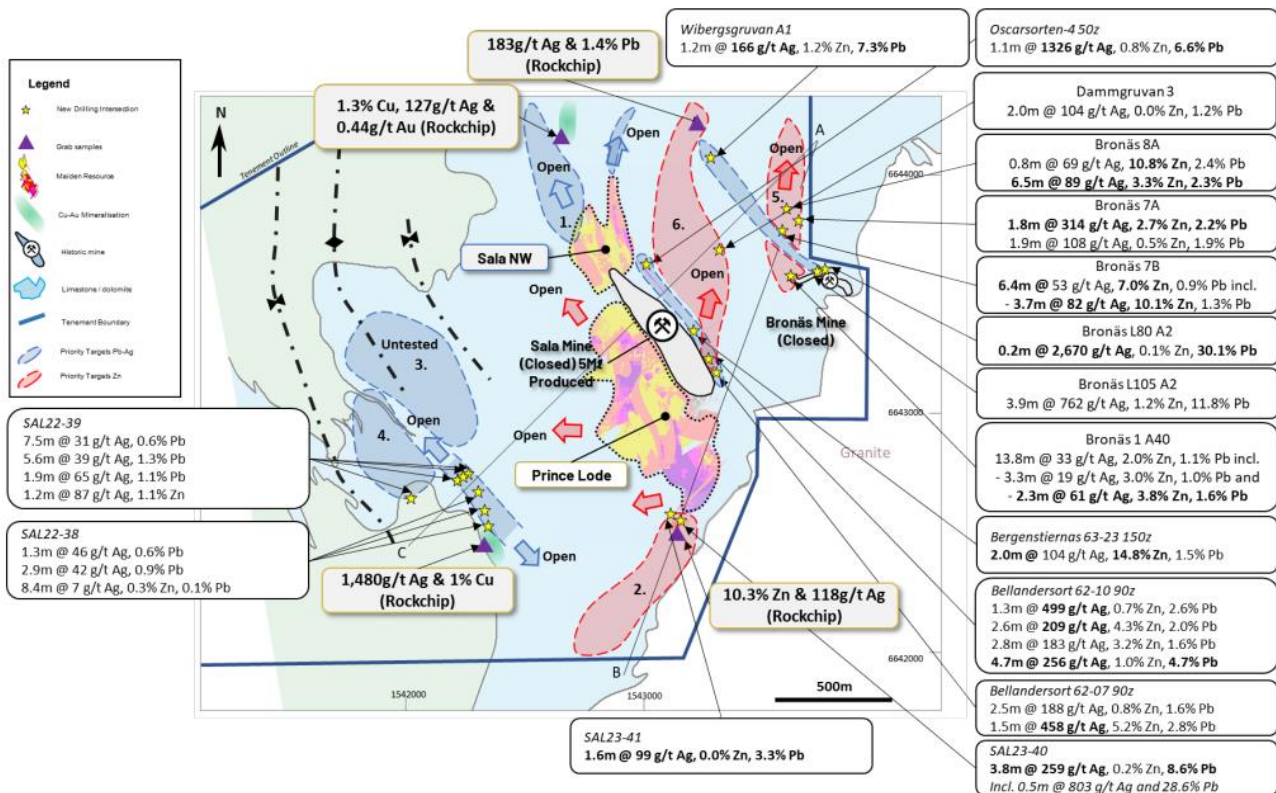 Wibergsgruvan A1
1.2m @ 166 g/t Ag, 1.2% Zn, 7.3% Pb
Oscarsorten-4 50z
1.1m @ 1326 g/t Ag, 0.8% Zn, 6.6% Pb
183g/t Ag & 1.4% Pb
(Rockchip)
1.3% Cu, 127g/t Ag &
0.44g/t Au (Rockchip)
Legend
New Drilling Intersection
Grab samples
Maiden Resource
Cu-Au Mineralisation
Historic mine
Limestone / dolomite
Tenement Boundary
Priority Targets Pb-Ag
Priority Targets Zn
N
Tenement Outline
Open
Open
Open
A
6644000
1.
6.
5.
Sala NW
Open
Open
Bronäs Mine
(Closed)
Sala Mine
(Closed) 5Mt
Produced
Untested
3.
Open
4.
Open
6643000
Granite
Prince Lode
C
Open
2.
B
6642000
1542000
1543000
500m
Dammgruvan 3
2.0m @ 104 g/t Ag, 0.0% Zn, 1.2% Pb
Bronäs 8A
0.8m @ 69 g/t Ag, 10.8% Zn, 2.4% Pb
6.5m @ 89 g/t Ag, 3.3% Zn, 2.3% Pb
Bronäs 7A
1.8m @ 314 g/t Ag, 2.7% Zn, 2.2% Pb
1.9m @ 108 g/t Ag, 0.5% Zn, 1.9% Pb
Bronäs 7B
6.4m @ 53 g/t Ag, 7.0% Zn, 0.9% Pb incl.
- 3.7m @ 82 g/t Ag, 10.1% Zn, 1.3% Pb
Bronäs L80 A2
0.2m @ 2,670 g/t Ag, 0.1% Zn, 30.1% Pb
Bronäs L105 A2
3.9m @ 762 g/t Ag, 1.2% Zn, 11.8% Pb
Bronäs 1 A40
13.8m @ 33 g/t Ag, 2.0% Zn, 1.1% Pb incl.
- 3.3m @ 19 g/t Ag, 3.0% Zn, 1.0% Pb and
- 2.3m @ 61 g/t Ag, 3.8% Zn, 1.6% Pb
Bergenstiernas 63-23 150z
2.0m @ 104 g/t Ag, 14.8% Zn, 1.5% Pb
Bellandersort 62-10 90z
1.3m @ 499 g/t Ag, 0.7% Zn, 2.6% Pb
2.6m @ 209 g/t Ag, 4.3% Zn, 2.0% Pb
2.8m @ 183 g/t Ag, 3.2% Zn, 1.6% Pb
4.7m @ 256 g/t Ag, 1.0% Zn, 4.7% Pb
Bellandersort 62-07 90z
2.5m @ 188 g/t Ag, 0.8% Zn, 1.6% Pb
1.5m @ 458 g/t Ag, 5.2% Zn, 2.8% Pb
SAL23-40
3.8m @ 259 g/t Ag, 0.2% Zn, 8.6% Pb
Incl. 0.5m @ 803 g/t Ag and 28.6% Pb
SAL22-39
7.5m @ 31 g/t Ag, 0.6% Pb
5.6m @ 39 g/t Ag, 1.3% Pb
1.9m @ 65 g/t Ag, 1.1% Pb
1.2m @ 87 g/t Ag, 1.1% Zn
SAL22-38
1.3m @ 46 g/t Ag, 0.6% Pb
2.9m @ 42 g/t Ag, 0.9% Pb
8.4m @ 7 g/t Ag, 0.3% Zn, 0.1% Pb
1,480g/t Ag & 1% Cu
(Rockchip)
10.3% Zn & 118g/t Ag
(Rockchip)
SAL23-41
1.6m @ 99 g/t Ag, 0.0% Zn, 3.3% Pb